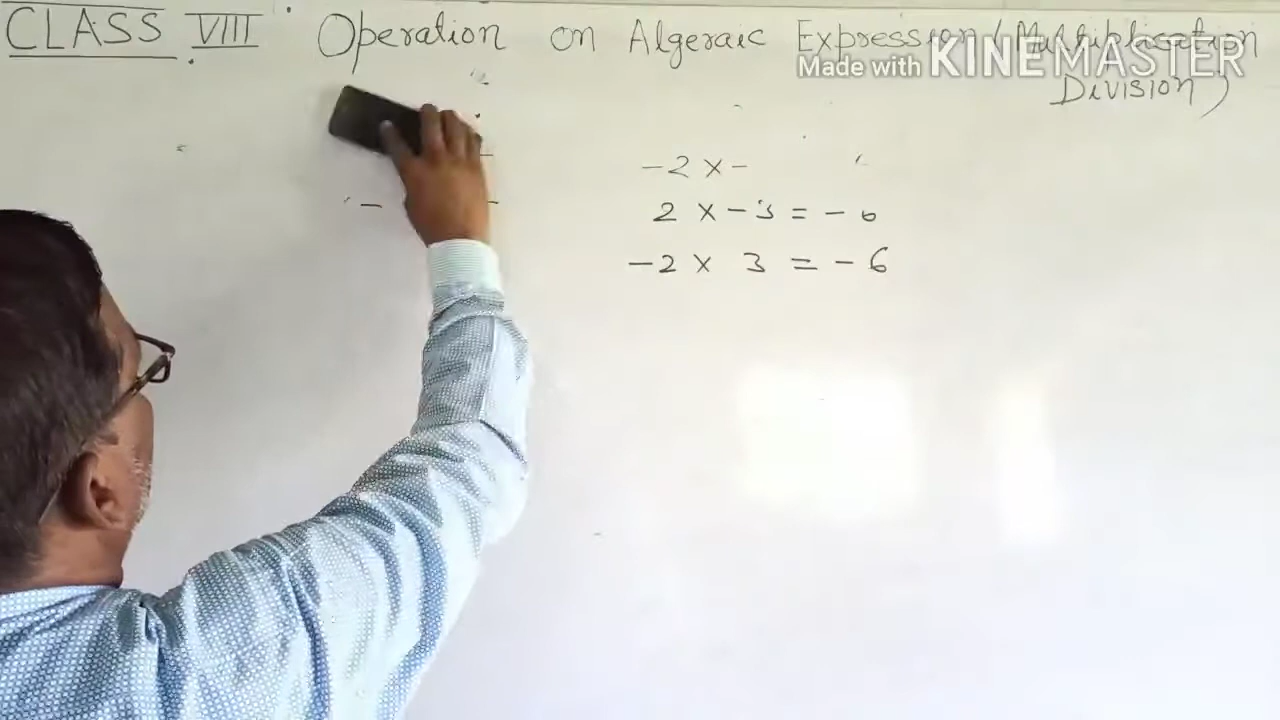 CLASS VIII Operation on Algeraic Expression (Multiplication
Made with KINEMASTER
Division)
-2 × -
2 × -3 = -6
-2 × 3 = -6